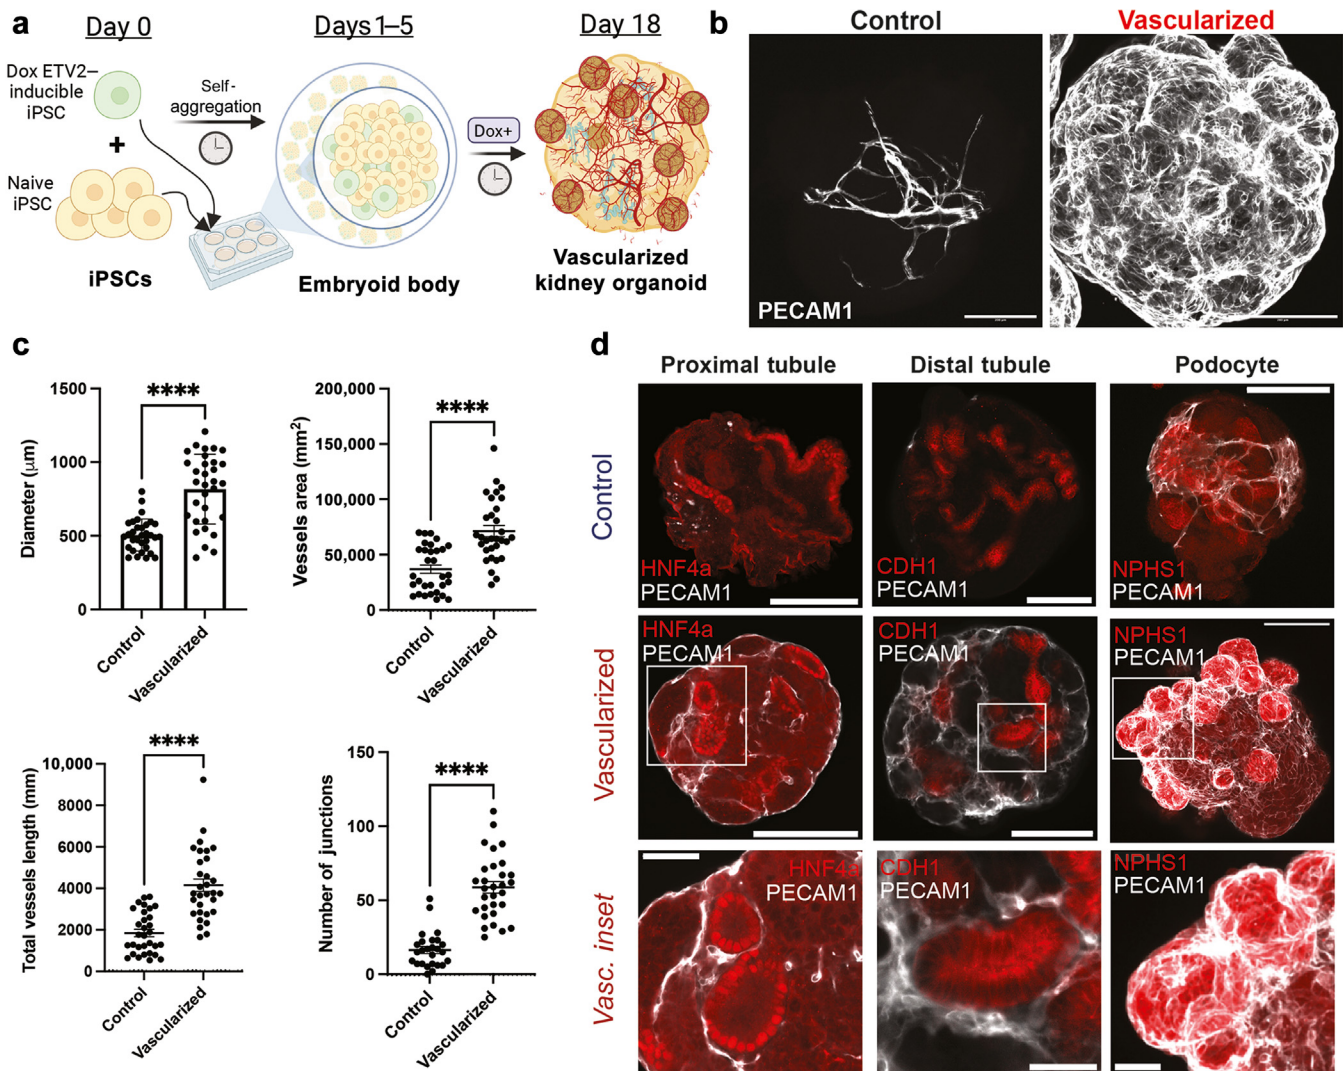 a
Day 0
Days 1–5
Day 18
Dox ETV2–
inducible
iPSC
+
Naive
iPSC
Self-
aggregation
Dox+
iPSCs
Embryoid body
Vascularized
kidney organoid
b
Control
Vascularized
PECAM1
c
Diameter (μm)
1500
1000
500
0
****
Control
Vascularized
Vessels area (mm²)
200,000
150,000
100,000
50,000
0
****
Control
Vascularized
Total vessels length (mm)
10,000
8000
6000
4000
2000
0
****
Control
Vascularized
Number of junctions
150
100
50
0
****
Control
Vascularized
d
Proximal tubule
Distal tubule
Podocyte
Control
HNF4a
PECAM1
CDH1
PECAM1
NPHS1
PECAM1
Vascularized
HNF4a
PECAM1
CDH1
PECAM1
NPHS1
PECAM1
Vasc. inset
HNF4a
PECAM1
CDH1
PECAM1
NPHS1
PECAM1